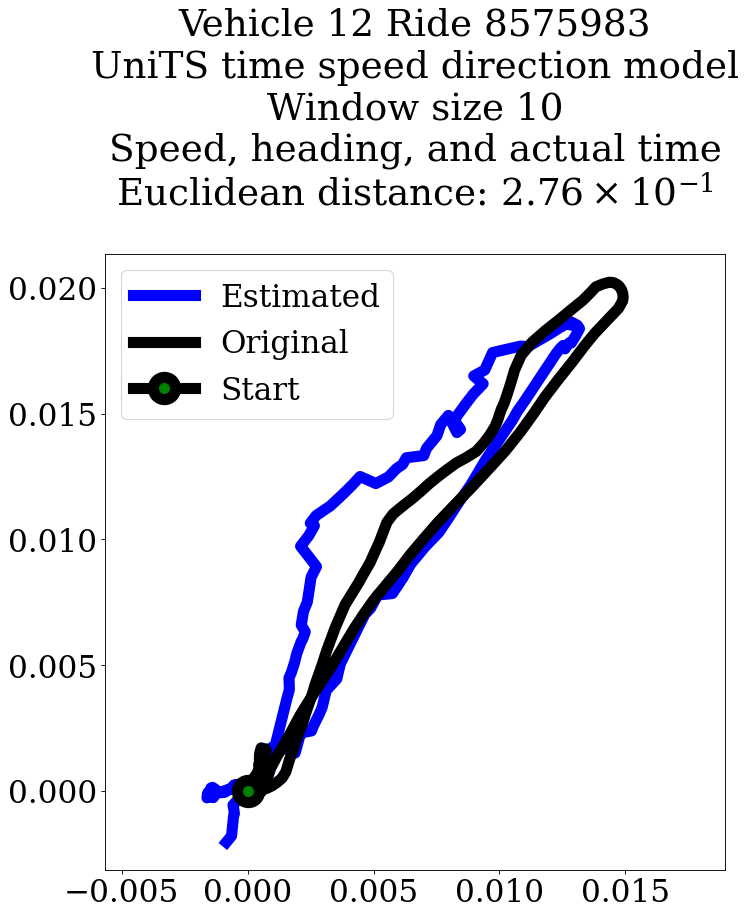 Vehicle 12 Ride 8575983
UniTS time speed direction model
Window size 10
Speed, heading, and actual time
Euclidean distance: 2.76 × 10⁻¹
Estimated
Original
Start
0.020
0.015
0.010
0.005
0.000
−0.005 0.000 0.005 0.010 0.015